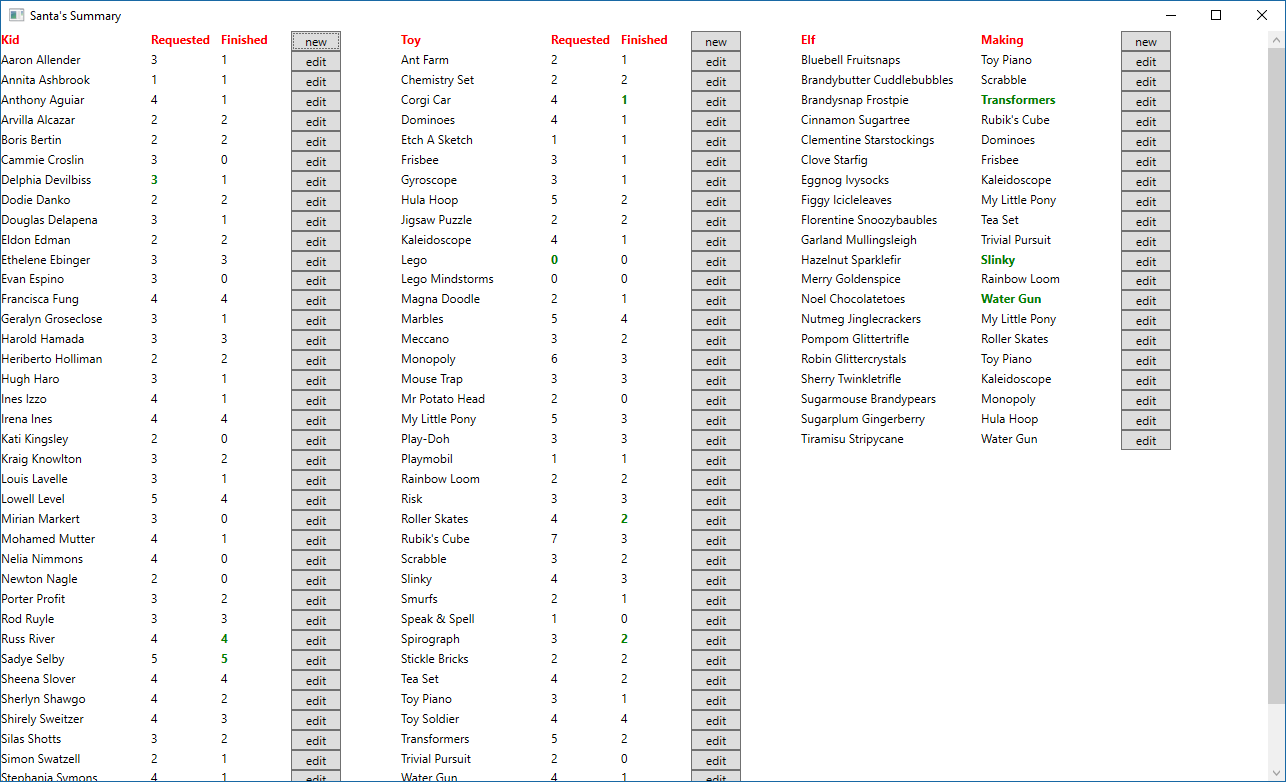 Santa's Summary
Kid Requested Finished new Toy Requested Finished new Elf Making new
Aaron Allender 3 1 edit Ant Farm 2 1 edit Bluebell Fruitsnaps Toy Piano edit
Annita Ashbrook 1 1 edit Chemistry Set 2 2 edit Brandybutter Cuddlebubbles Scrabble edit
Anthony Aguiar 4 1 edit Corgi Car 4 1 edit Brandysnap Frostpie Transformers edit
Arvilla Alcazar 2 2 edit Dominoes 4 1 edit Cinnamon Sugartree Rubik's Cube edit
Boris Bertin 2 2 edit Etch A Sketch 1 1 edit Clementine Starstockings Dominoes edit
Cammie Croslin 3 0 edit Frisbee 3 1 edit Clove Starfig Frisbee edit
Delphia Devilbiss 3 1 edit Gyroscope 3 1 edit Eggnog Ivysocks Kaleidoscope edit
Dodie Danko 2 2 edit Hula Hoop 5 2 edit Figgy Icicleleaves My Little Pony edit
Douglas Delapena 3 1 edit Jigsaw Puzzle 2 2 edit Florentine Snoozybaubles Tea Set edit
Eldon Edman 2 2 edit Kaleidoscope 4 1 edit Garland Mullingsleigh Trivial Pursuit edit
Ethelene Ebinger 3 3 edit Lego 0 0 edit Hazelnut Sparklefir Slinky edit
Evan Espino 3 0 edit Lego Mindstorms 0 0 edit Merry Goldenspice Rainbow Loom edit
Francisca Fung 4 4 edit Magna Doodle 2 1 edit Noel Chocolatetoes Water Gun edit
Geralyn Groseclose 3 1 edit Marbles 5 4 edit Nutmeg Jinglecrackers My Little Pony edit
Harold Hamada 3 3 edit Meccano 3 2 edit Pompom Glittertrifle Roller Skates edit
Heriberto Holliman 2 2 edit Monopoly 6 3 edit Robin Glittercrystals Toy Piano edit
Hugh Haro 3 1 edit Mouse Trap 3 3 edit Sherry Twinkletrifle Kaleidoscope edit
Ines Izzo 4 1 edit Mr Potato Head 2 0 edit Sugarmouse Brandypears Monopoly edit
Irena Ines 4 4 edit My Little Pony 5 3 edit Sugarplum Gingerberry Hula Hoop edit
Kati Kingsley 2 0 edit Play-Doh 3 3 edit Tiramisu Stripycane Water Gun edit
Kraig Knowlton 3 2 edit Playmobil 1 1 edit
Louis Lavelle 3 1 edit Rainbow Loom 2 2 edit
Lowell Level 5 4 edit Risk 3 3 edit
Mirian Markert 3 0 edit Roller Skates 4 2 edit
Mohamed Mutter 4 1 edit Rubik's Cube 7 3 edit
Nelia Nimmons 4 0 edit Scrabble 3 2 edit
Newton Nagle 2 0 edit Slinky 4 3 edit
Porter Profit 3 2 edit Smurfs 2 1 edit
Rod Ruyle 3 3 edit Speak & Spell 1 0 edit
Russ River 4 4 edit Spirograph 3 2 edit
Sadye Selby 5 5 edit Stickle Bricks 2 2 edit
Sheena Slover 4 4 edit Tea Set 4 2 edit
Sherlyn Shawgo 4 2 edit Toy Piano 3 1 edit
Shirely Sweitzer 4 3 edit Toy Soldier 4 4 edit
Silas Shotts 3 2 edit Transformers 5 2 edit
Simon Swatzell 2 1 edit Trivial Pursuit 2 0 edit
Stephania Symons 4 1 edit Water Gun 4 1 edit